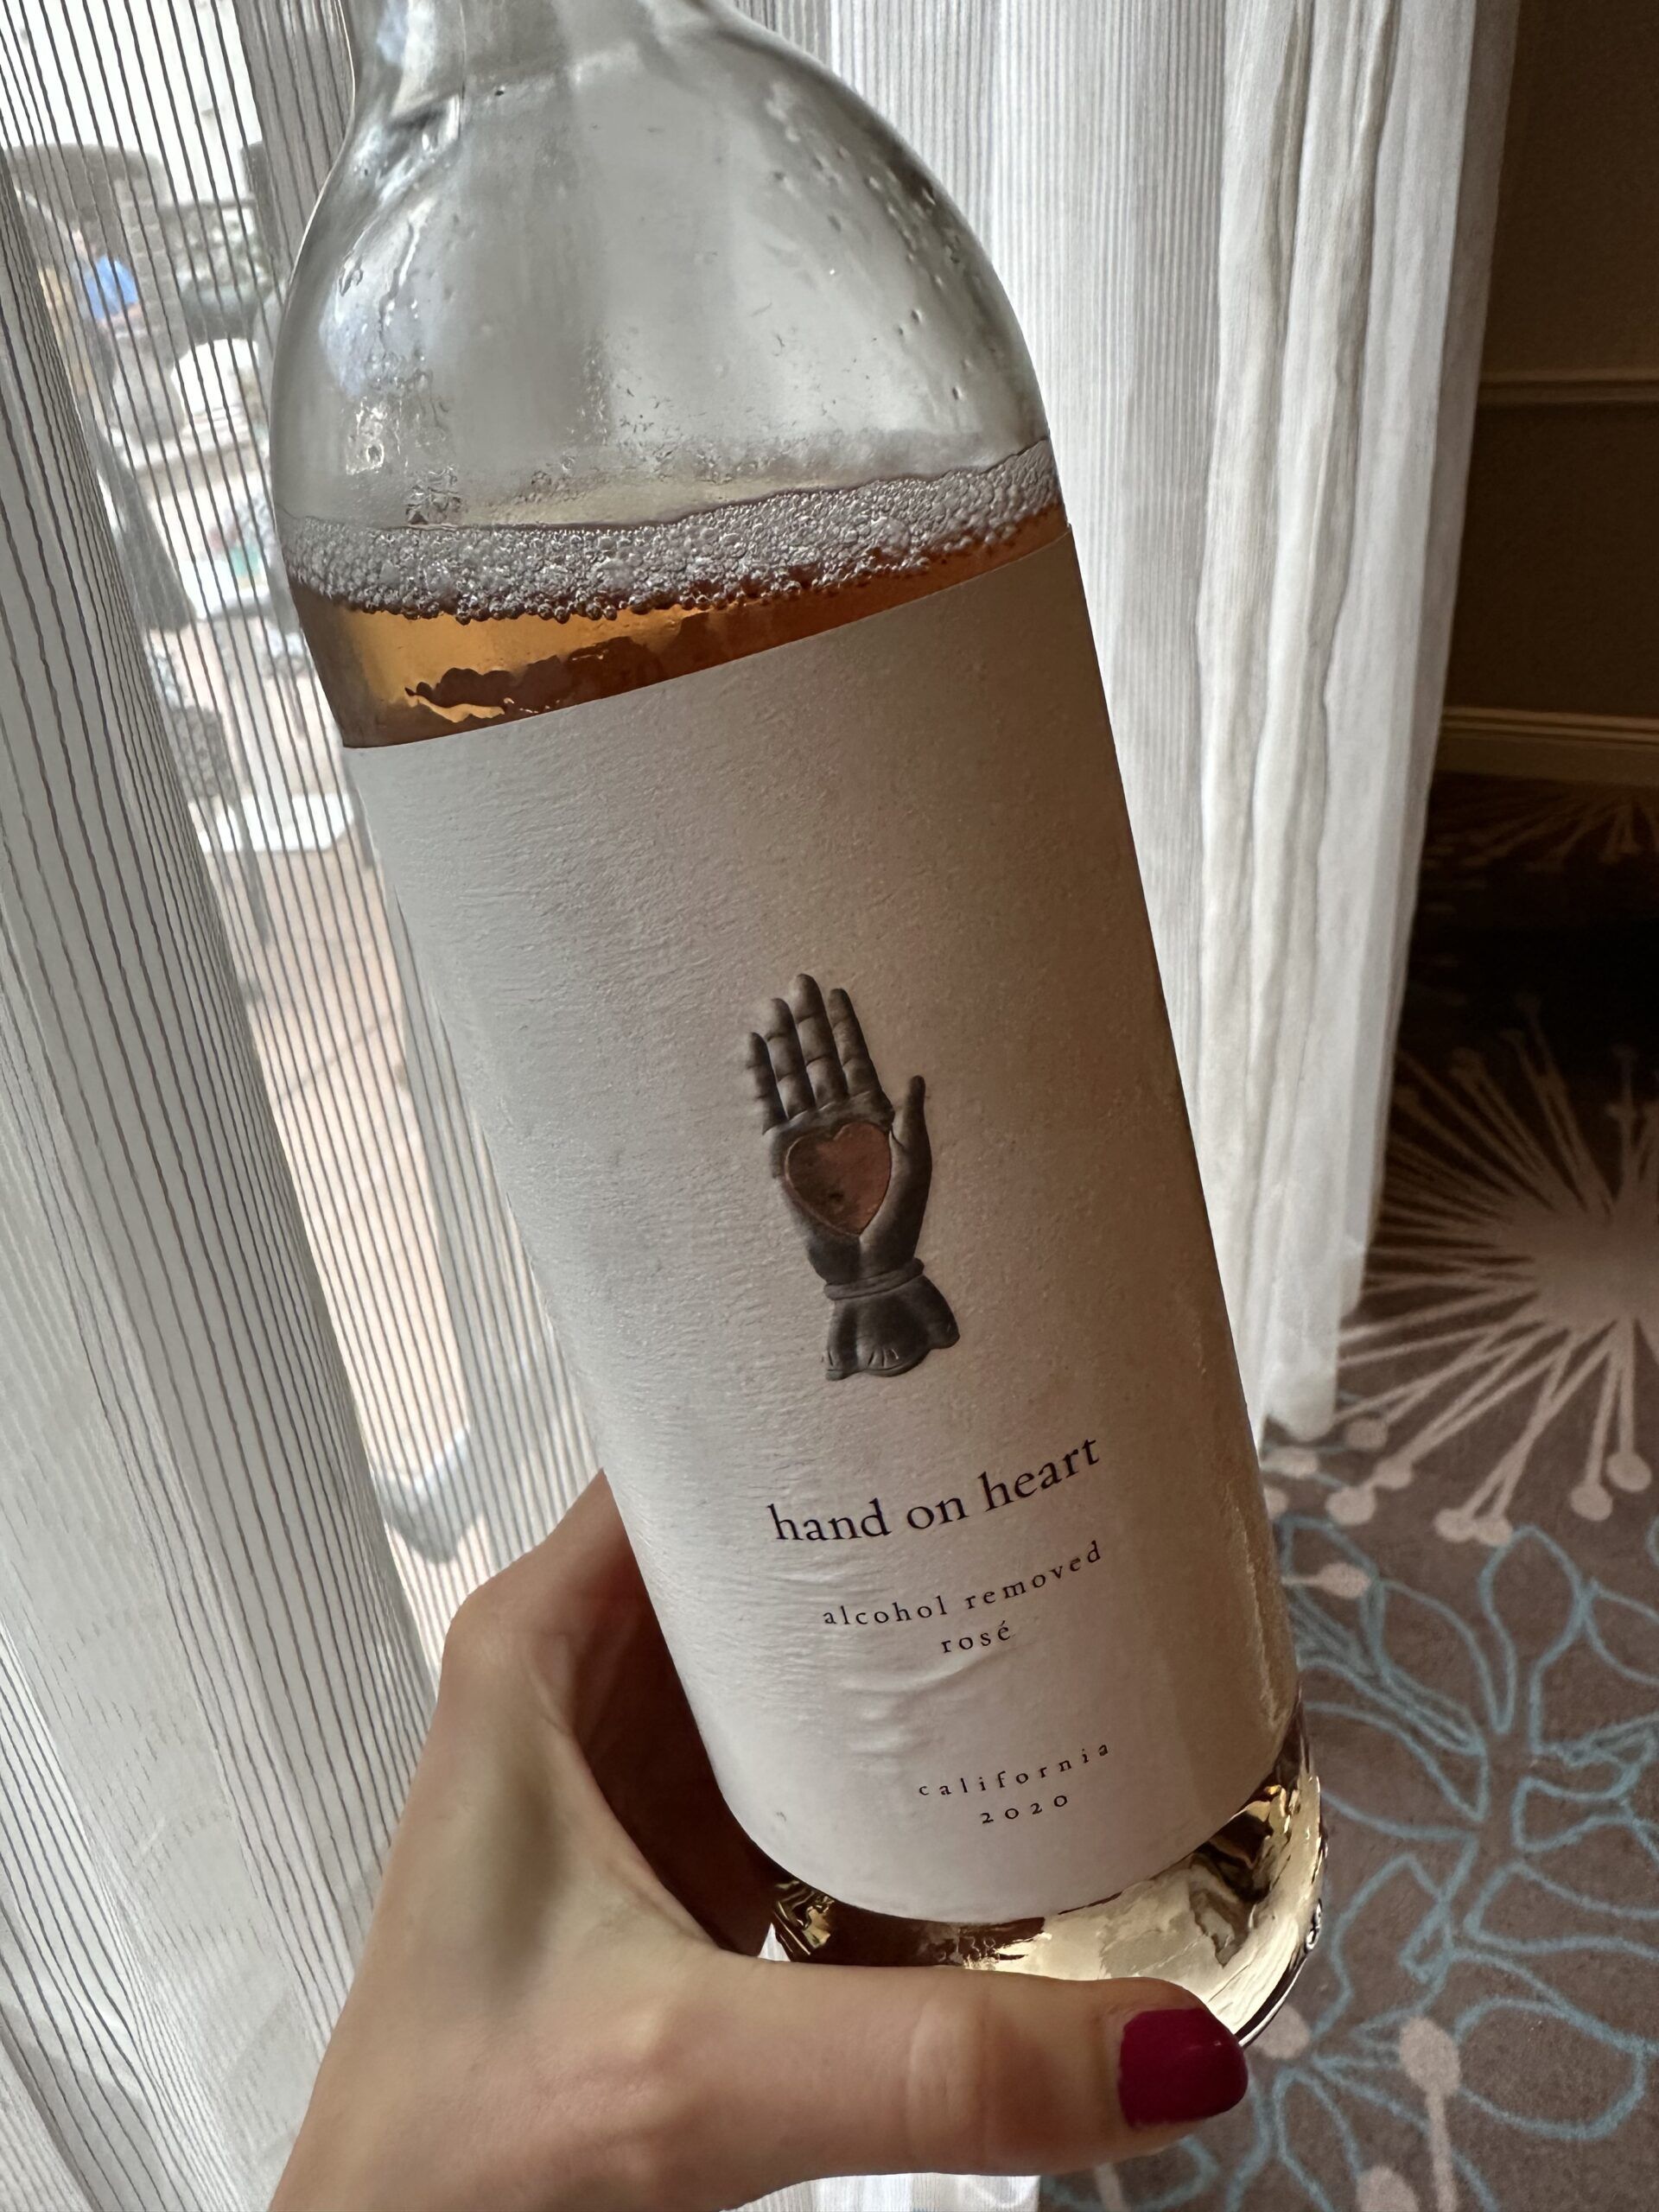 hand on heart
alcohol removed
rosé
california
2020